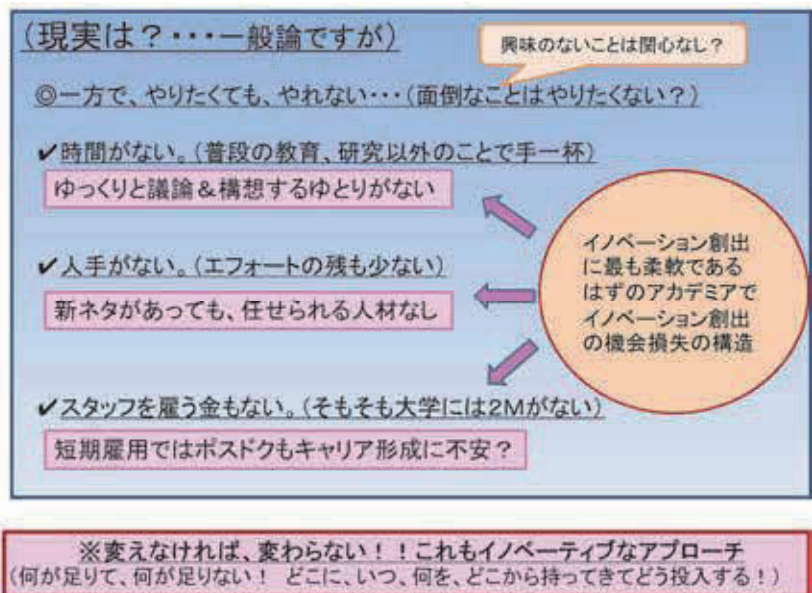 (現実は？・・・一般論ですが)
興味のないことは関心なし？
◎一方で、やりたくても、やれない・・・(面倒なことはやりたくない？)
✔時間がない。(普段の教育、研究以外のことで手一杯)
ゆっくりと議論＆構想するゆとりがない
✔人手がない。(エフォートの残も少ない)
新ネタがあっても、任せられる人材なし
✔スタッフを雇う金もない。(そもそも大学には2Mがない)
短期雇用ではポスドクもキャリア形成に不安？
イノベーション創出
に最も柔軟である
はずのアカデミアで
イノベーション創出
の機会損失の構造
※変えなければ、変わらない！！これもイノベーティブなアプローチ
(何が足りて、何が足りない！ どこに、いつ、何を、どこから持ってきてどう投入する！)